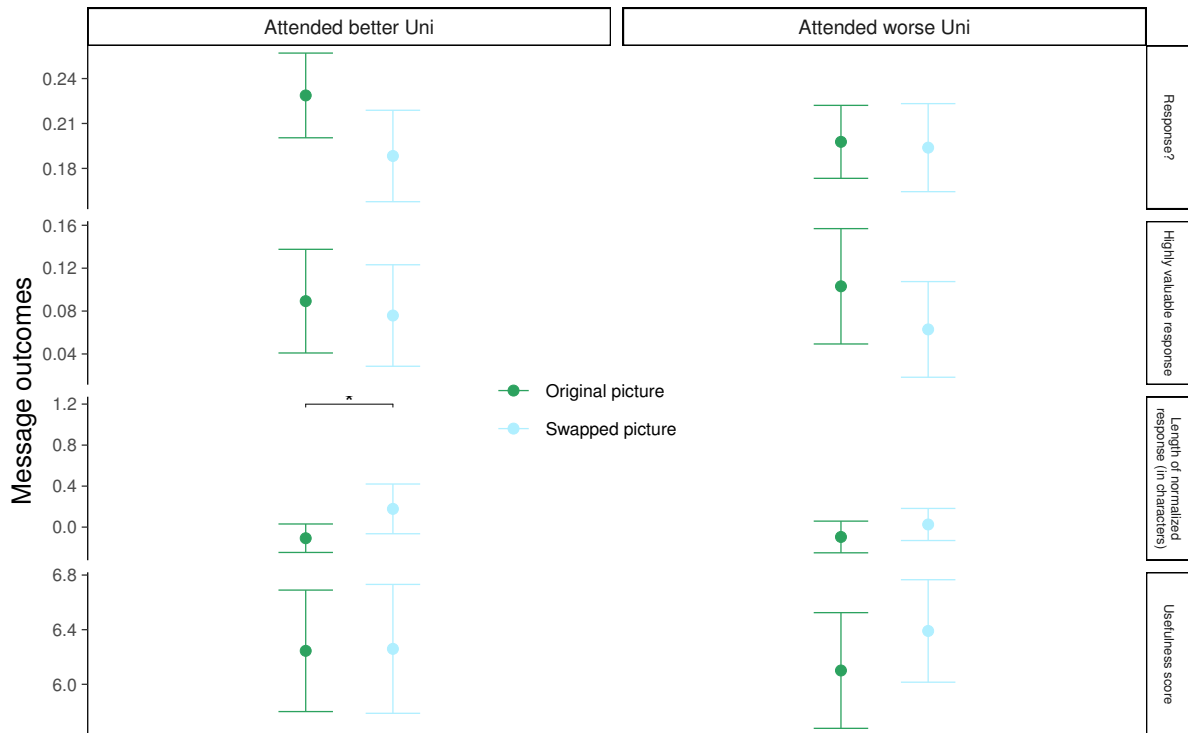 Attended better Uni
Attended worse Uni
Message outcomes
0.24
0.21
0.18
Response?
0.16
0.12
0.08
0.04
Highly valuable response
1.2
0.8
0.4
0.0
*
Original picture
Swapped picture
Length of normalized
response (in characters)
6.8
6.4
6.0
Usefulness score